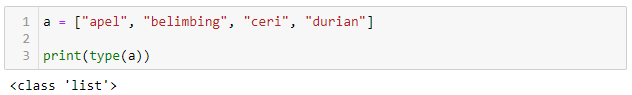 1 a = ["apel", "belimbing", "ceri", "durian"]
2
3 print(type(a))
<class 'list'>